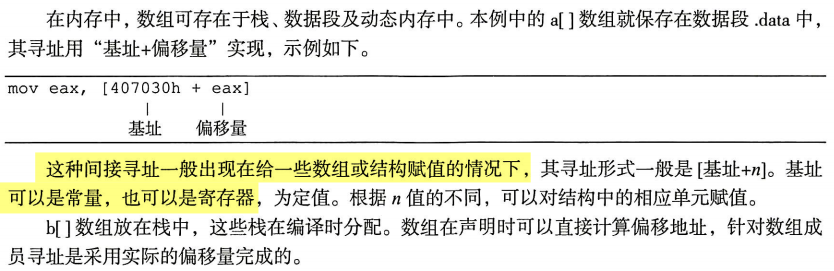 在内存中，数组可存在于栈、数据段及动态内存中。本例中的 a[ ] 数组就保存在数据段 .data 中，
其寻址用“基址+偏移量”实现，示例如下。
mov eax, [407030h + eax]
| |
基址 偏移量
这种间接寻址一般出现在给一些数组或结构赋值的情况下，其寻址形式一般是 [基址+n]。基址
可以是常量，也可以是寄存器，为定值。根据 n 值的不同，可以对结构中的相应单元赋值。
b[ ] 数组放在栈中，这些栈在编译时分配。数组在声明时可以直接计算偏移地址，针对数组成
员寻址是采用实际的偏移量完成的。